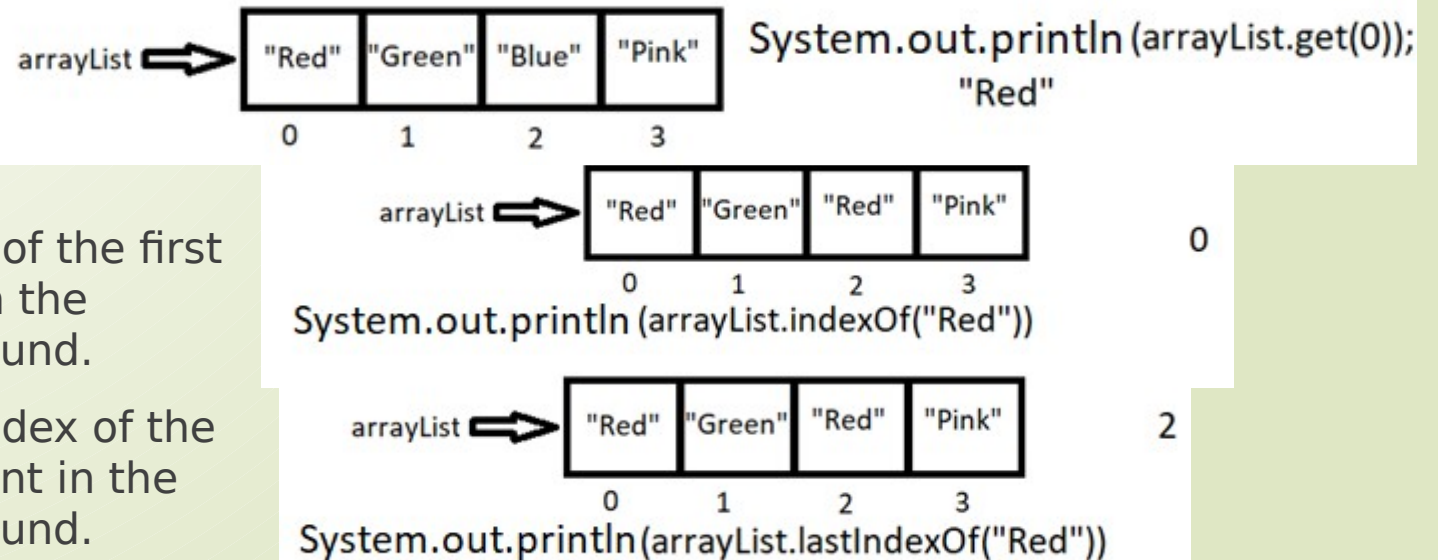 arrayList "Red" "Green" "Blue" "Pink" System.out.println(arrayList.get(0));
"Red"
0 1 2 3
arrayList "Red" "Green" "Red" "Pink" 0
0 1 2 3
System.out.println(arrayList.indexOf("Red"))
of the first
the
und.
arrayList "Red" "Green" "Red" "Pink" 2
0 1 2 3
System.out.println(arrayList.lastIndexOf("Red"))
dex of the
nt in the
und.